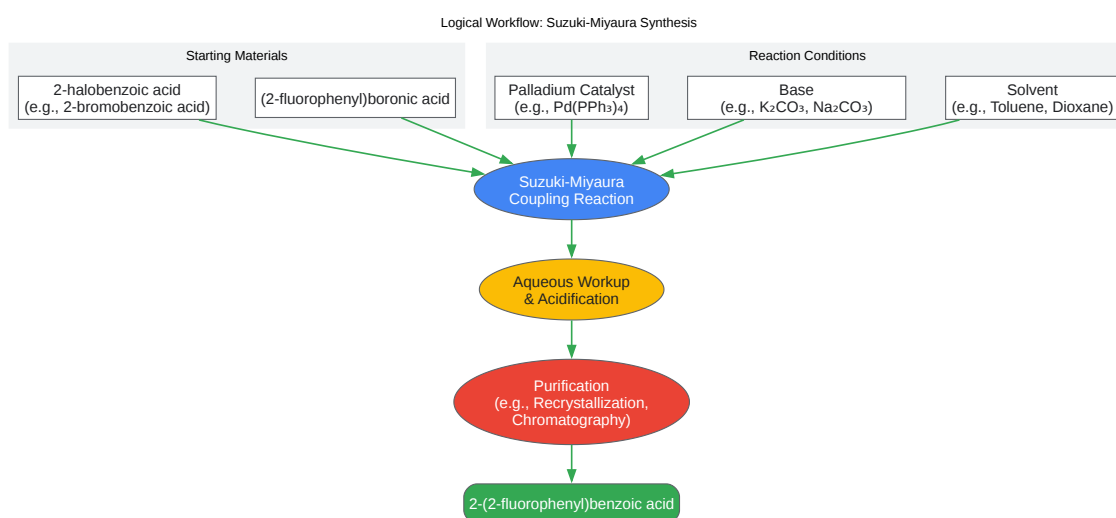 Logical Workflow: Suzuki-Miyaura Synthesis
Starting Materials
Reaction Conditions
2-halobenzoic acid
(e.g., 2-bromobenzoic acid)
(2-fluorophenyl)boronic acid
Palladium Catalyst
(e.g., Pd(PPh₃)₄)
Base
(e.g., K₂CO₃, Na₂CO₃)
Solvent
(e.g., Toluene, Dioxane)
Suzuki-Miyaura
Coupling Reaction
Aqueous Workup
& Acidification
Purification
(e.g., Recrystallization,
Chromatography)
2-(2-fluorophenyl)benzoic acid